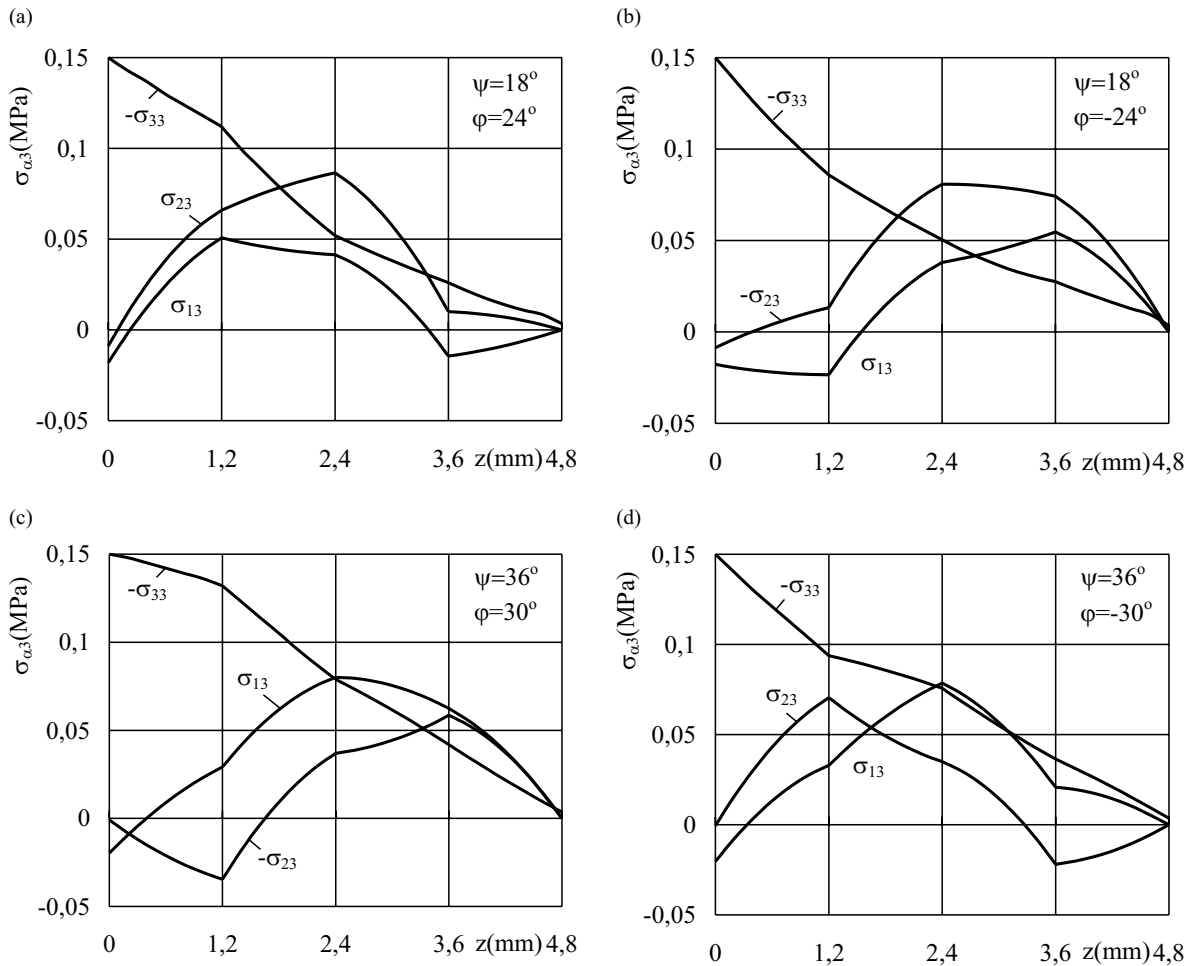 (a)
(b)
0,15
0,1
0,05
0
-0,05
σα3(MPa)
ψ=18°
φ=24°
-σ33
σ23
σ13
0 1,2 2,4 3,6 z(mm) 4,8
0,15
0,1
0,05
0
-0,05
σα3(MPa)
ψ=18°
φ=-24°
-σ33
-σ23
σ13
0 1,2 2,4 3,6 z(mm) 4,8
(c)
(d)
0,15
0,1
0,05
0
-0,05
σα3(MPa)
ψ=36°
φ=30°
-σ33
σ13
-σ23
0 1,2 2,4 3,6 z(mm) 4,8
0,15
0,1
0,05
0
-0,05
σα3(MPa)
ψ=36°
φ=-30°
-σ33
σ23
σ13
0 1,2 2,4 3,6 z(mm) 4,8